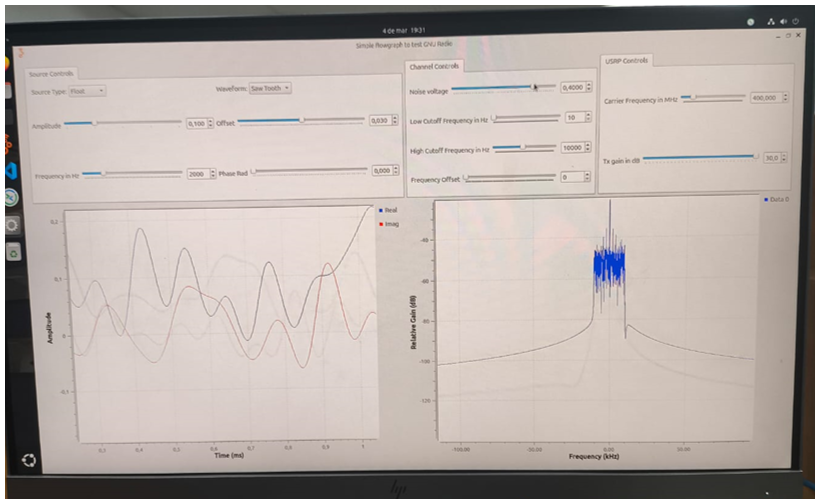 4 de mar 19:31
Simple flowgraph to test GNU Radio
Source Controls
Source Type: Float
Waveform: Saw Tooth
Amplitude 0,100 Offset 0,030
Frequency in Hz 2000 Phase Rad 0,000
Channel Controls
Noise voltage 0,4000
Low Cutoff Frequency in Hz 10
High Cutoff Frequency in Hz 10000
Frequency Offset 0
USRP Controls
Carrier Frequency in MHz 400,000
Tx gain in dB 30,0
Real
Imag
Amplitude
0,2
0,1
0
-0,1
0,3 0,4 0,5 0,6 0,7 0,8 0,9 1
Time (ms)
Data 0
Relative Gain (dB)
-40
-60
-80
-100
-120
-100.00 -50.00 0.00 50.00
Frequency (kHz)
hp